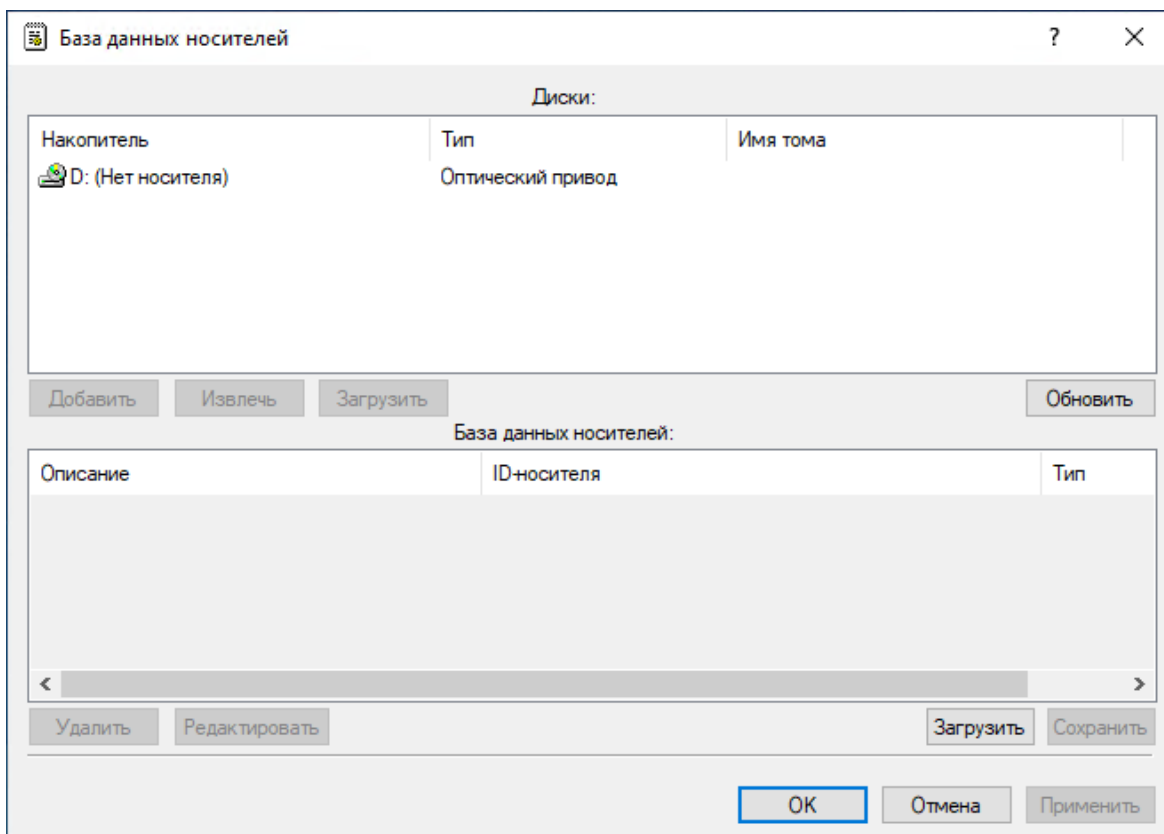 База данных носителей
Диски:
Накопитель Тип Имя тома
D: (Нет носителя) Оптический привод
Добавить Извлечь Загрузить Обновить
База данных носителей:
Описание ID-носителя Тип
Удалить Редактировать Загрузить Сохранить
OK Отмена Применить